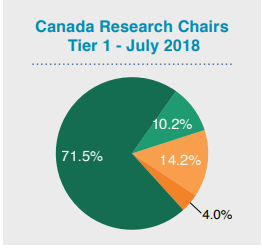 Canada Research Chairs
Tier 1 - July 2018
10.2%
71.5%
14.2%
4.0%